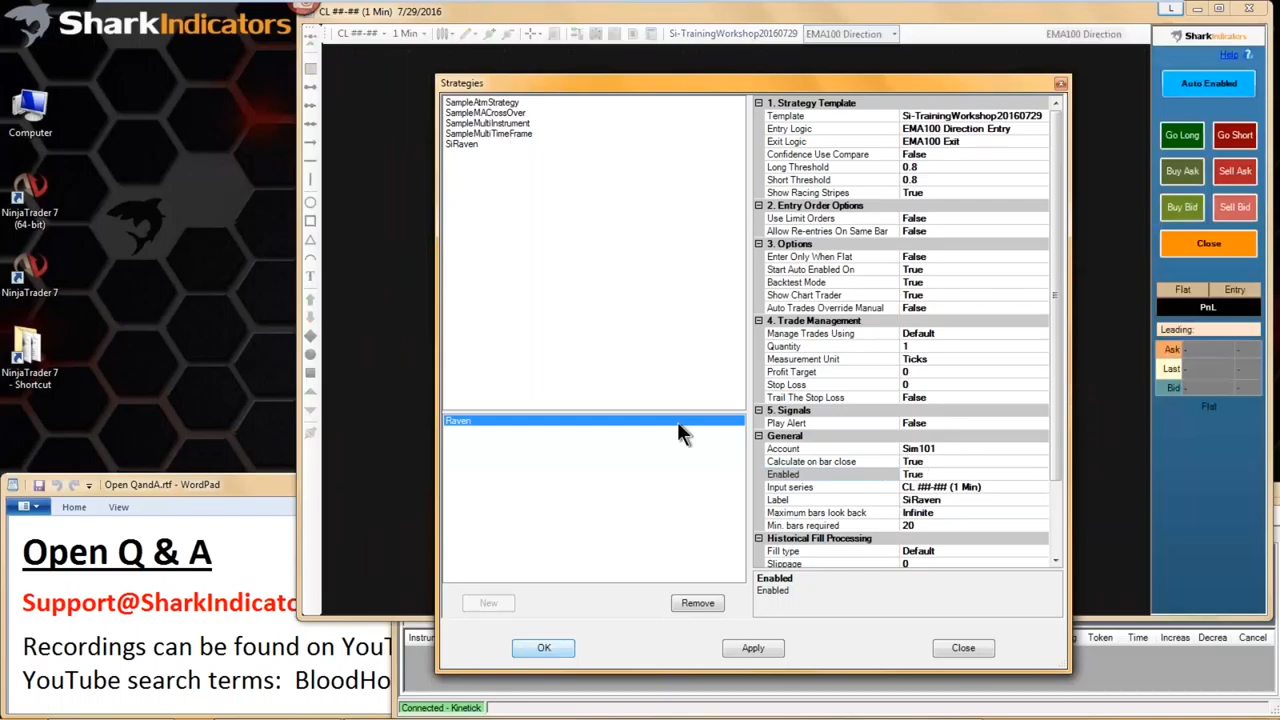 SharkIndicators
CL ##-## (1 Min) 7/29/2016
L
CL ##-##
1 Min
Si-TrainingWorkshop20160729
EMA100 Direction
EMA100 Direction
SharkIndicators
Help
Auto Enabled
Go Long
Go Short
Buy Ask
Sell Ask
Buy Bid
Sell Bid
Close
Flat
Entry
PnL
Leading:
Ask - -
Last - -
Bid - -
Flat
Computer
NinjaTrader 7
(64-bit)
NinjaTrader 7
NinjaTrader 7
- Shortcut
Strategies
SampleAtmStrategy
SampleMACrossOver
SampleMultiInstrument
SampleMultiTimeFrame
SiRaven
Raven
New
Remove
OK
Apply
Close
1. Strategy Template
Template Si-TrainingWorkshop20160729
Entry Logic EMA100 Direction Entry
Exit Logic EMA100 Exit
Confidence Use Compare False
Long Threshold 0.8
Short Threshold 0.8
Show Racing Stripes True
2. Entry Order Options
Use Limit Orders False
Allow Re-entries On Same Bar False
3. Options
Enter Only When Flat False
Start Auto Enabled On True
Backtest Mode True
Show Chart Trader True
Auto Trades Override Manual False
4. Trade Management
Manage Trades Using Default
Quantity 1
Measurement Unit Ticks
Profit Target 0
Stop Loss 0
Trail The Stop Loss False
5. Signals
Play Alert False
General
Account Sim101
Calculate on bar close True
Enabled True
Input series CL ##-## (1 Min)
Label SiRaven
Maximum bars look back Infinite
Min. bars required 20
Historical Fill Processing
Fill type Default
Slippage 0
Enabled
Enabled
Open QandA.rtf - WordPad
Home View
Open Q & A
Support@SharkIndicato
Recordings can be found on YouT
YouTube search terms: BloodHo
Instrur
Token Time Increas Decrea Cancel
Connected - Kinetick